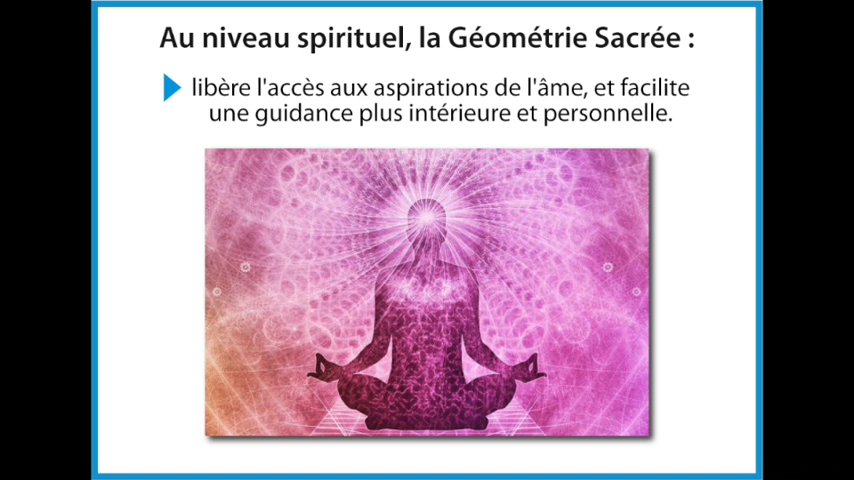 Au niveau spirituel, la Géométrie Sacrée :
libère l'accès aux aspirations de l'âme, et facilite
une guidance plus intérieure et personnelle.